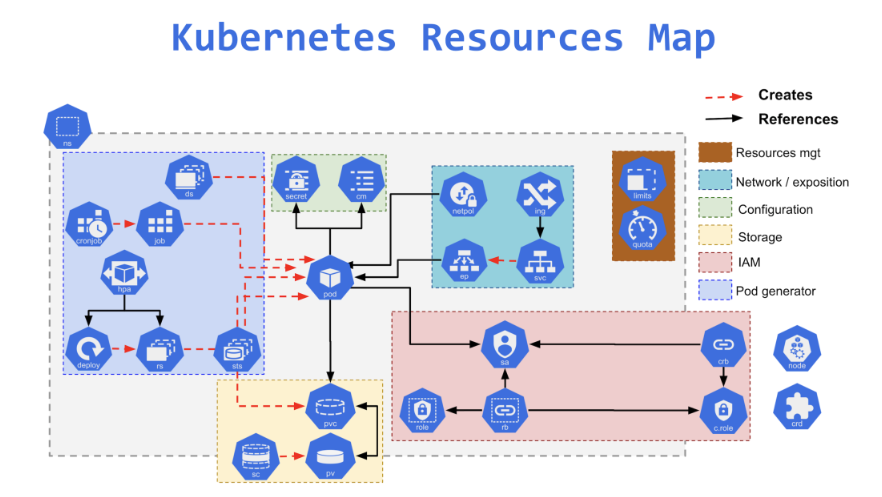 Kubernetes Resources Map
Creates
References
ns
ds
secret
cm
netpol
ing
limits
Resources mgt
Network / exposition
Configuration
Storage
IAM
Pod generator
cronjob
job
quota
hpa
pod
ep
svc
deploy
rs
sts
sa
crb
node
pvc
role
rb
c.role
crd
sc
pv